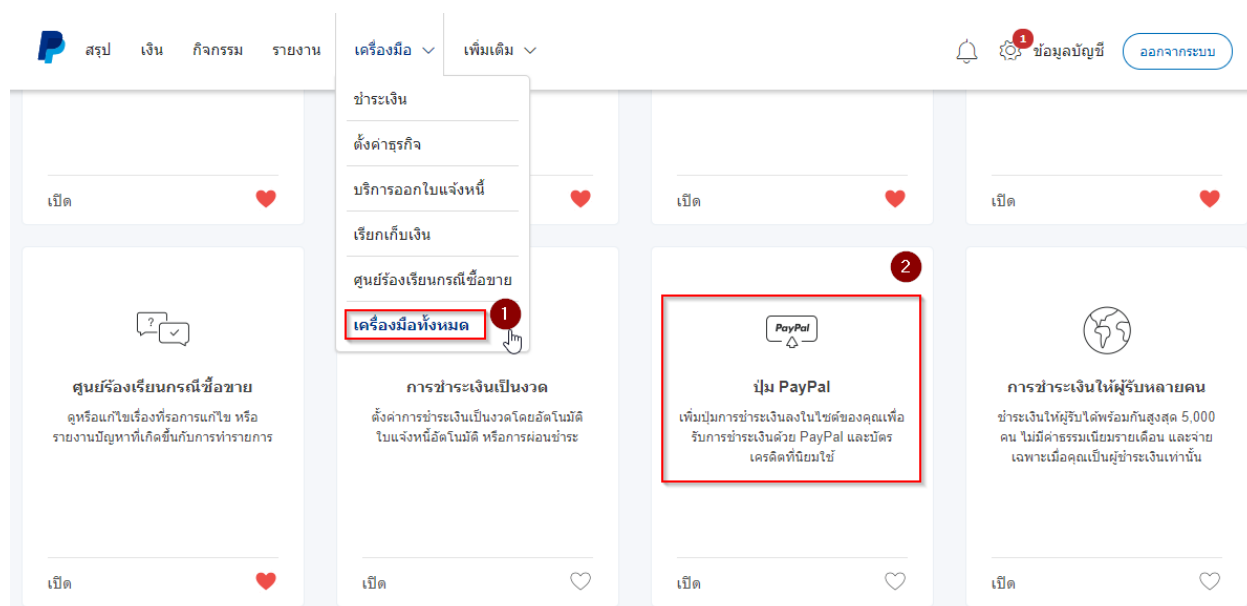 สรุป เงิน กิจกรรม รายงาน เครื่องมือ เพิ่มเติม 1 ข้อมูลบัญชี ออกจากระบบ
ชำระเงิน
ตั้งค่าธุรกิจ
บริการออกใบแจ้งหนี้
เรียกเก็บเงิน
ศูนย์ร้องเรียนกรณีซื้อขาย
เครื่องมือทั้งหมด 1
เปิด
เปิด
เปิด
2
?
ศูนย์ร้องเรียนกรณีซื้อขาย
ดูหรือแก้ไขเรื่องที่รอการแก้ไข หรือ
รายงานปัญหาที่เกิดขึ้นกับการทำรายการ
เปิด
การชำระเงินเป็นงวด
ตั้งค่าการชำระเงินเป็นงวดโดยอัตโนมัติ
ใบแจ้งหนี้อัตโนมัติ หรือการผ่อนชำระ
เปิด
PayPal
ปุ่ม PayPal
เพิ่มปุ่มการชำระเงินลงในไซต์ของคุณเพื่อ
รับการชำระเงินด้วย PayPal และบัตร
เครดิตที่นิยมใช้
เปิด
การชำระเงินให้ผู้รับหลายคน
ชำระเงินให้ผู้รับได้พร้อมกันสูงสุด 5,000
คน ไม่มีค่าธรรมเนียมรายเดือน และจ่าย
เฉพาะเมื่อคุณเป็นผู้ชำระเงินเท่านั้น
เปิด